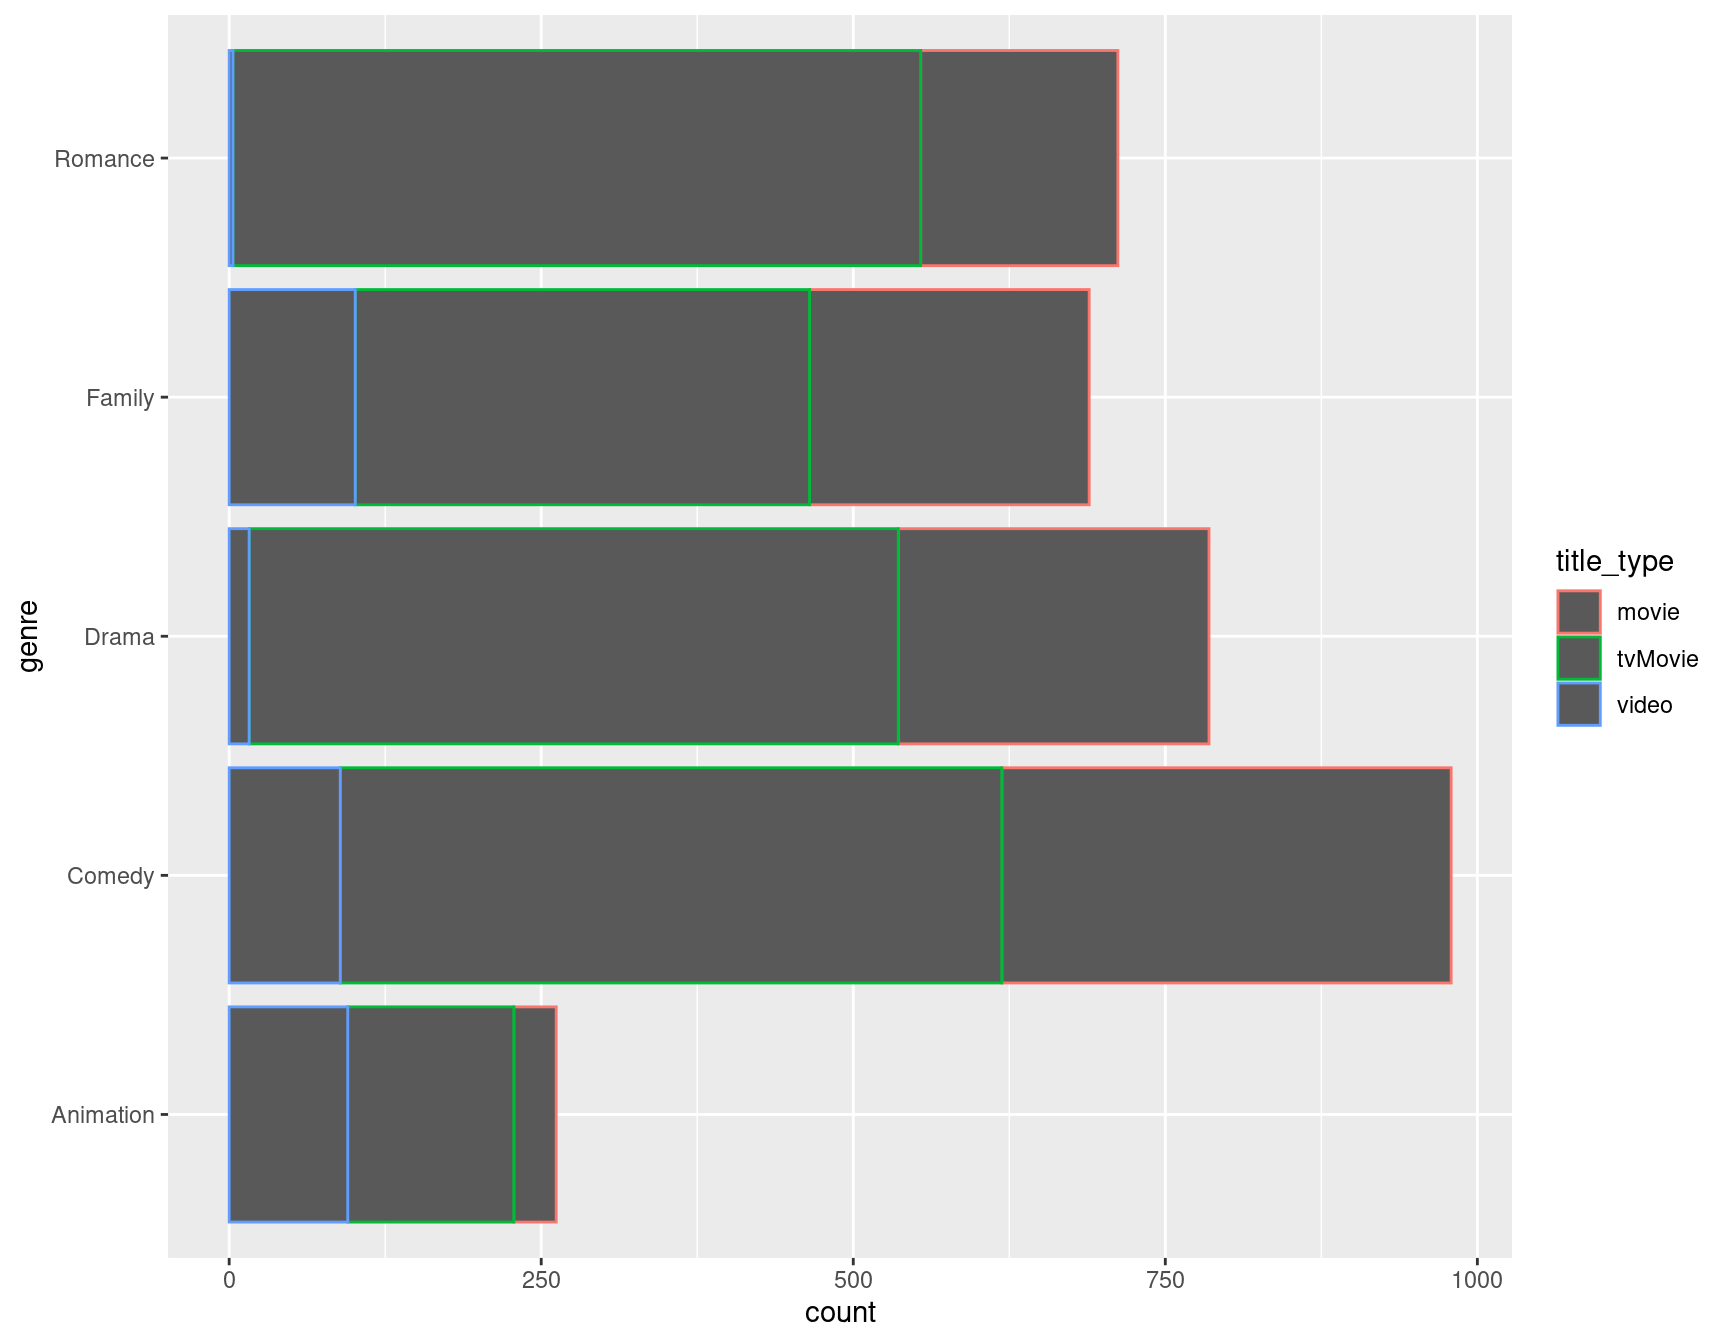 Romance
Family
Drama
Comedy
Animation
genre
0 250 500 750 1000
count
title_type
movie
tvMovie
video